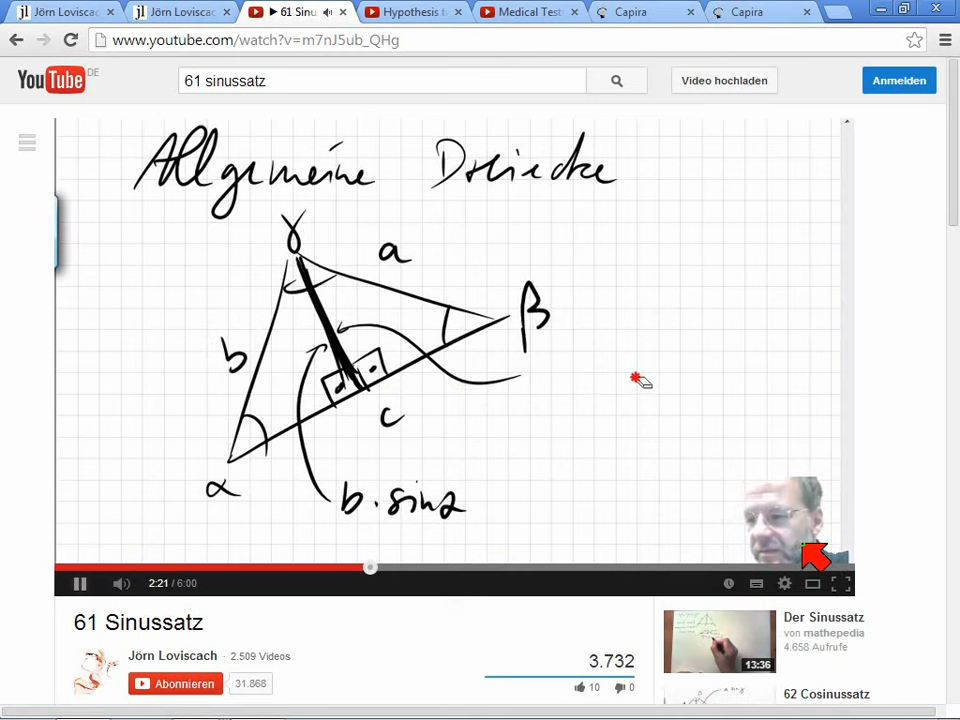 Jörn Loviscac
Jörn Loviscac
61 Sinu
Hypothesis t
Medical Test
Capira
Capira
www.youtube.com/watch?v=m7nJ5ub_QHg
YouTube DE
61 sinussatz
Video hochladen
Anmelden
Allgemeine Dreiecke
γ
a
β
b
c
α
b·sinα
2:21 / 6:00
61 Sinussatz
Jörn Loviscach · 2.509 Videos
Abonnieren 31.868
3.732
10 0
Der Sinussatz
von mathepedia
4.658 Aufrufe
13:36
62 Cosinussatz